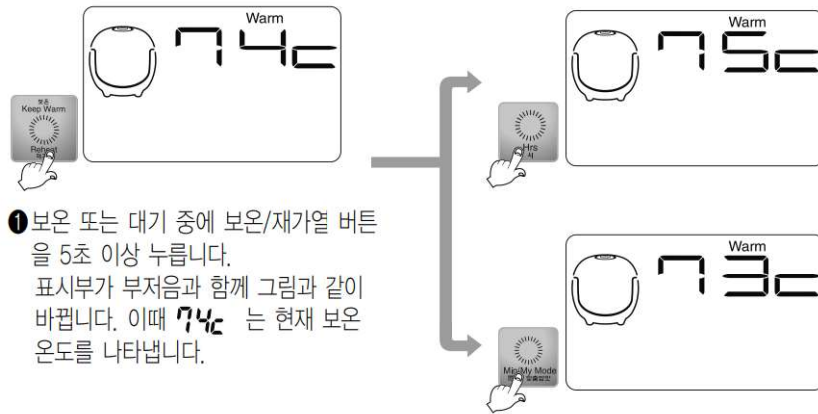 Warm
74c
보온
Keep Warm
Reheat
❶보온 또는 대기 중에 보온/재가열 버튼
을 5초 이상 누릅니다.
표시부가 부저음과 함께 그림과 같이
바뀝니다. 이때 74c 는 현재 보온
온도를 나타냅니다.
Warm
75c
Hrs
시
Warm
73c
Min/My Mode